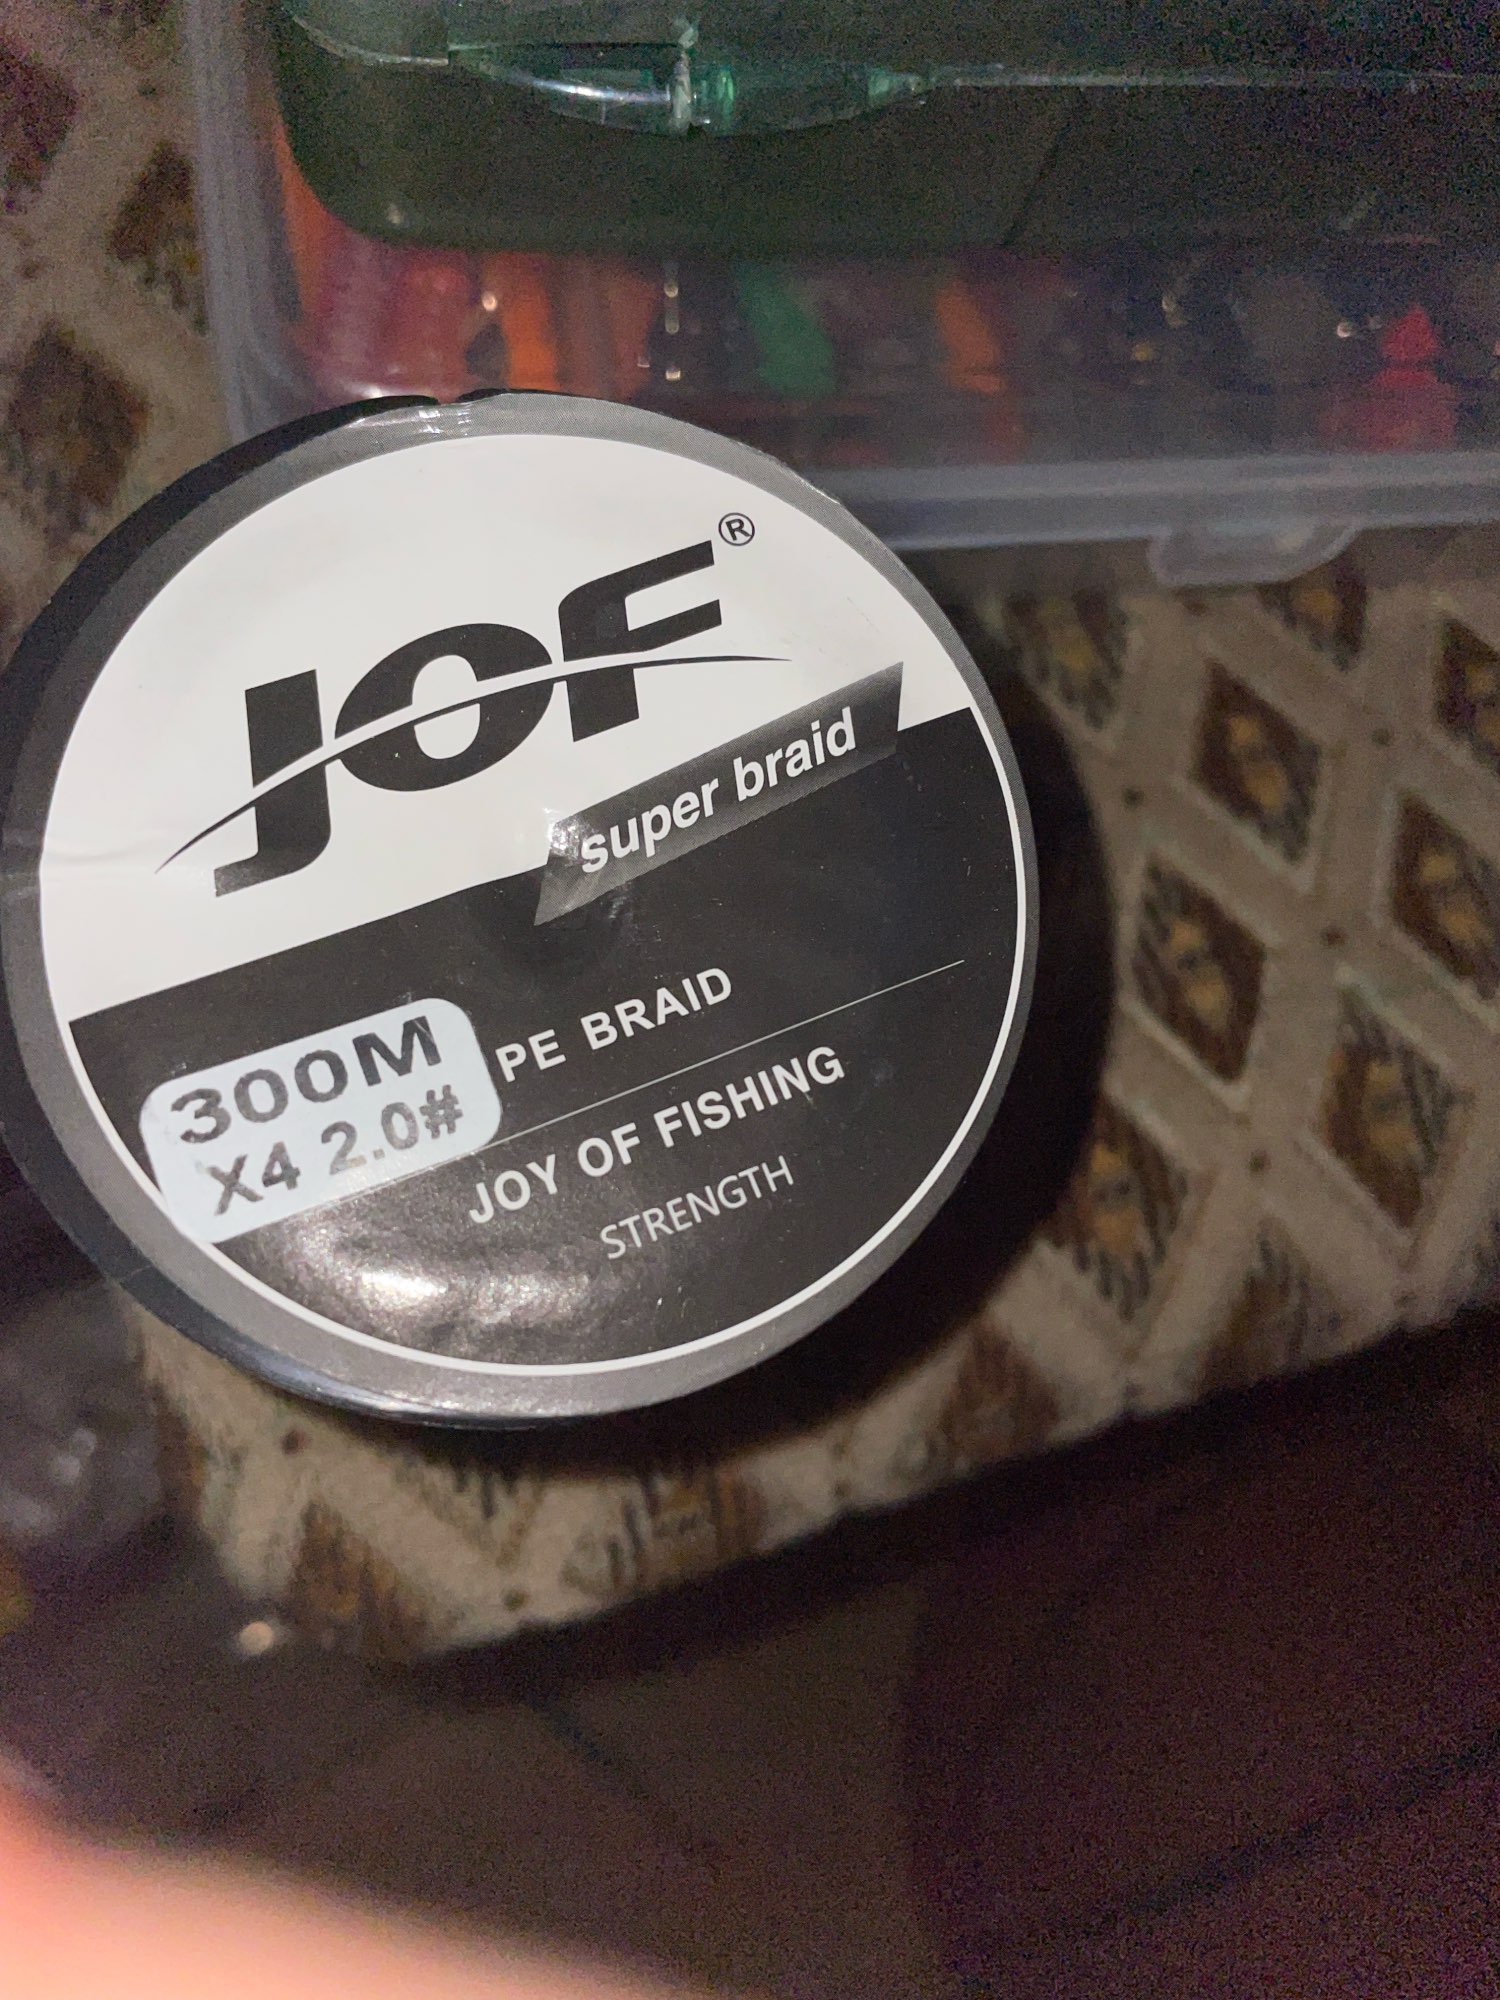 JOF®
super braid
300M
X4 2.0#
PE BRAID
JOY OF FISHING
STRENGTH